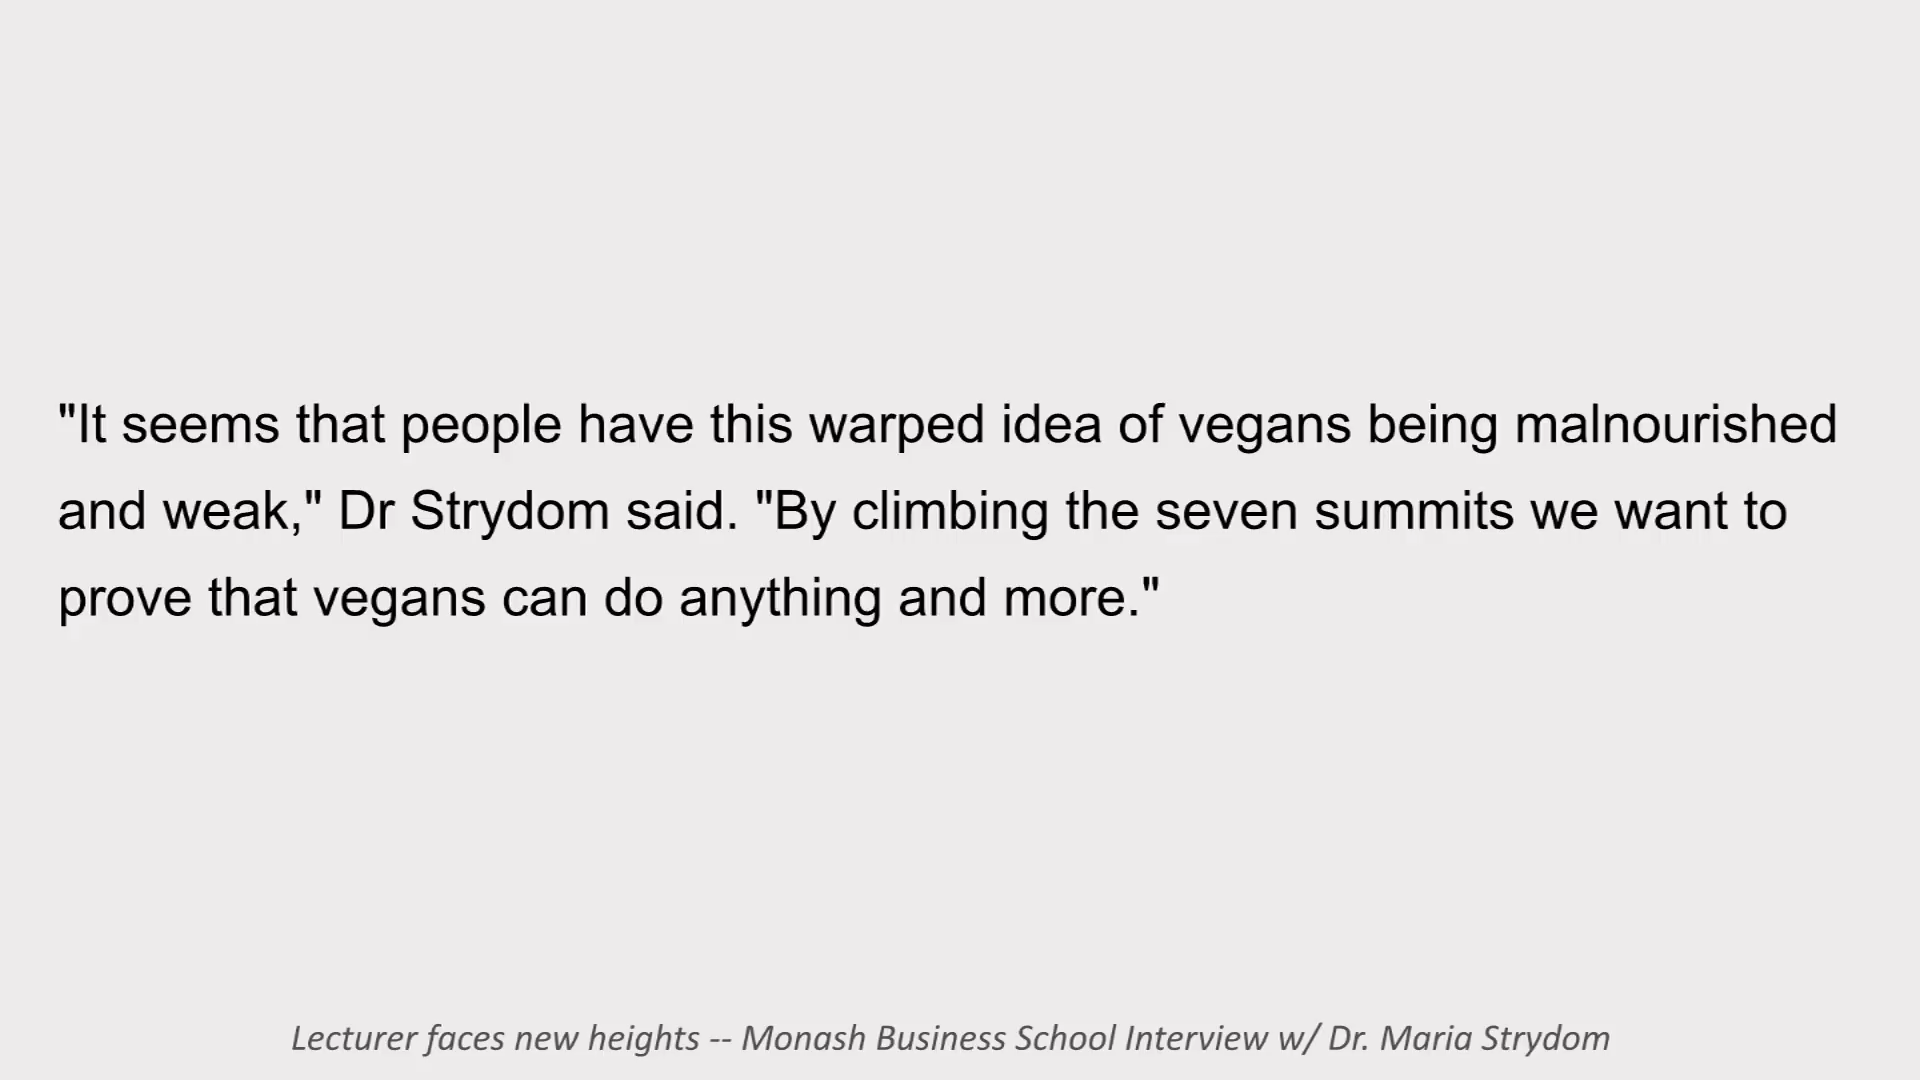 "It seems that people have this warped idea of vegans being malnourished
and weak," Dr Strydom said. "By climbing the seven summits we want to
prove that vegans can do anything and more."
Lecturer faces new heights -- Monash Business School Interview w/ Dr. Maria Strydom